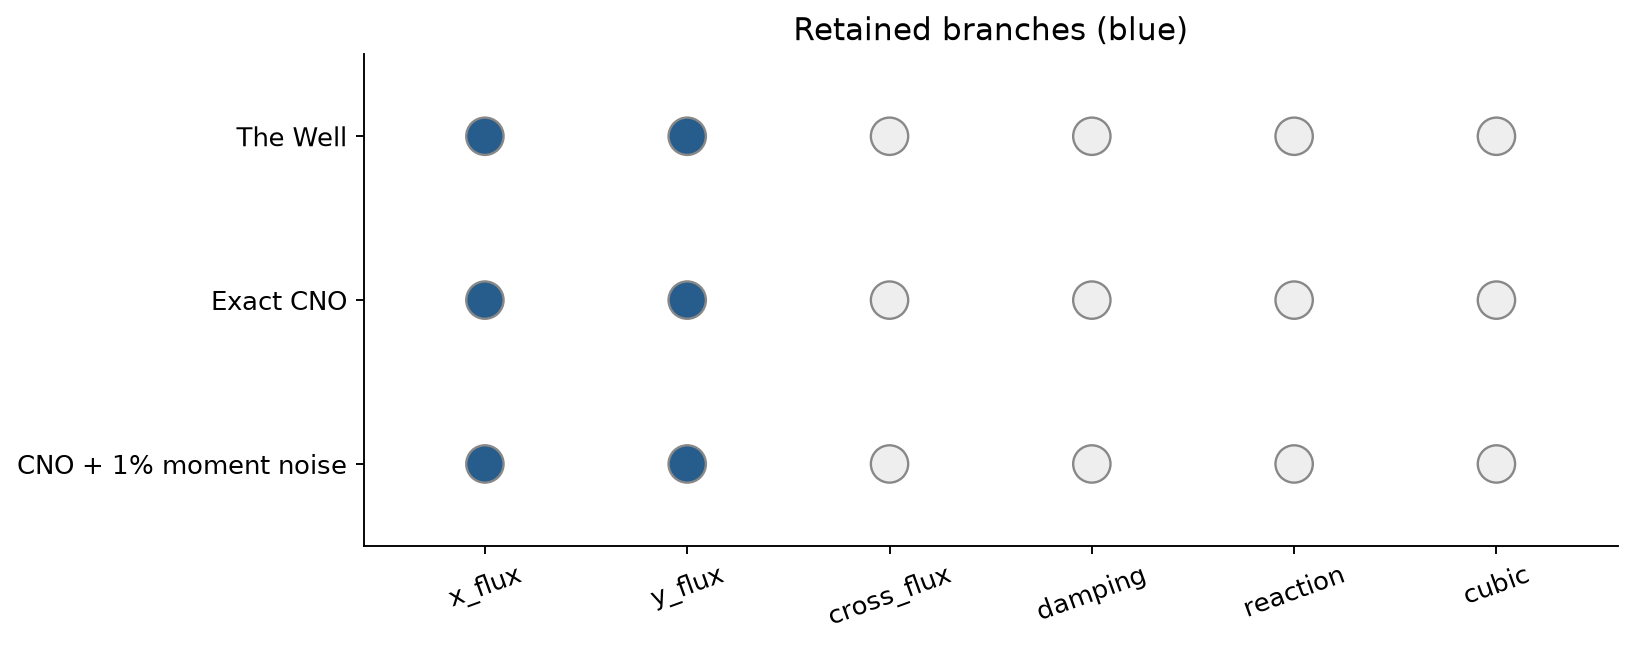 Retained branches (blue)
The Well
Exact CNO
CNO + 1% moment noise
x_flux
y_flux
cross_flux
damping
reaction
cubic